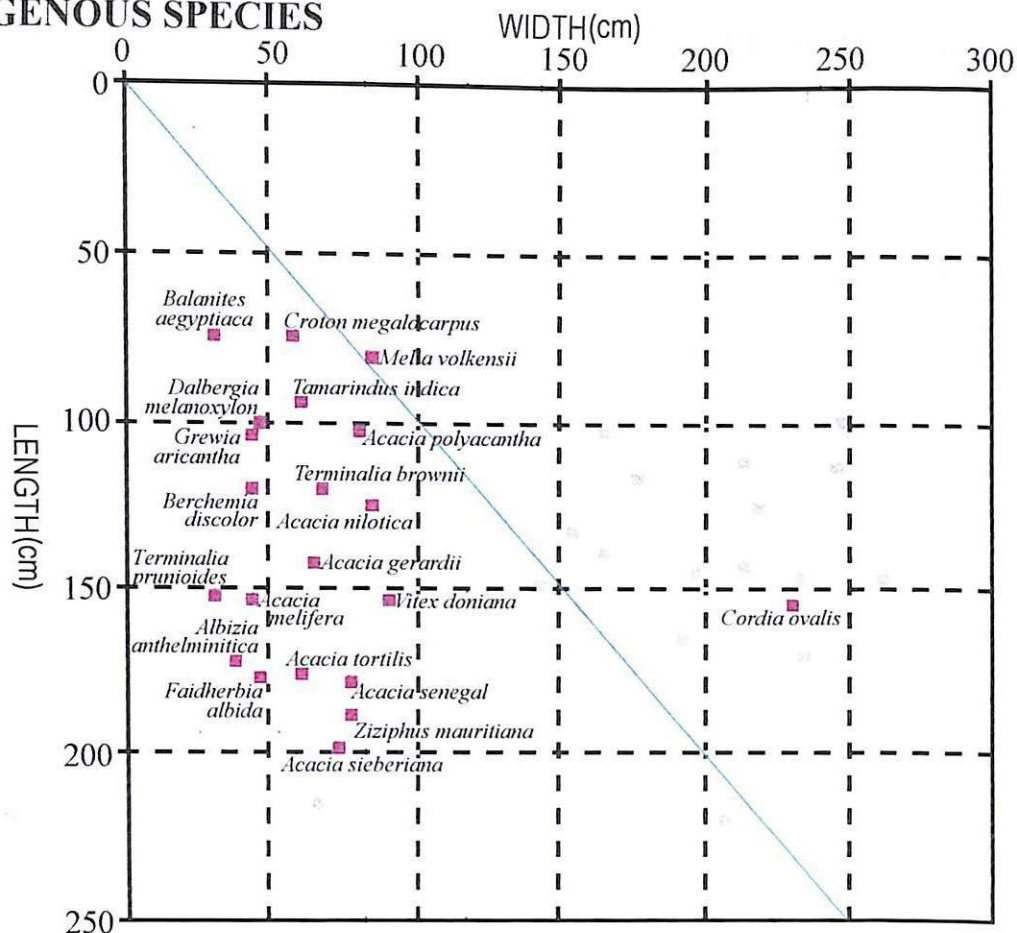 GENOUS SPECIES
WIDTH(cm)
0 50 100 150 200 250 300
0
50
Balanites
aegyptiaca
Croton megalacarpus
Melia volkensii
Dalbergia
melanoxylon
Tamarindus indica
100
Grewia
aricantha
Acacia polyacantha
LENGTH(cm)
Terminalia brownii
Berchemia
discolor
Acacia nilotica
Terminalia
prunioides
Acacia gerardii
150
Acacia
melifera
Vitex doniana
Cordia ovalis
Albizia
anthelminitica
Acacia tortilis
Faidherbia
albida
Acacia senegal
Ziziphus mauritiana
200
Acacia sieberiana
250